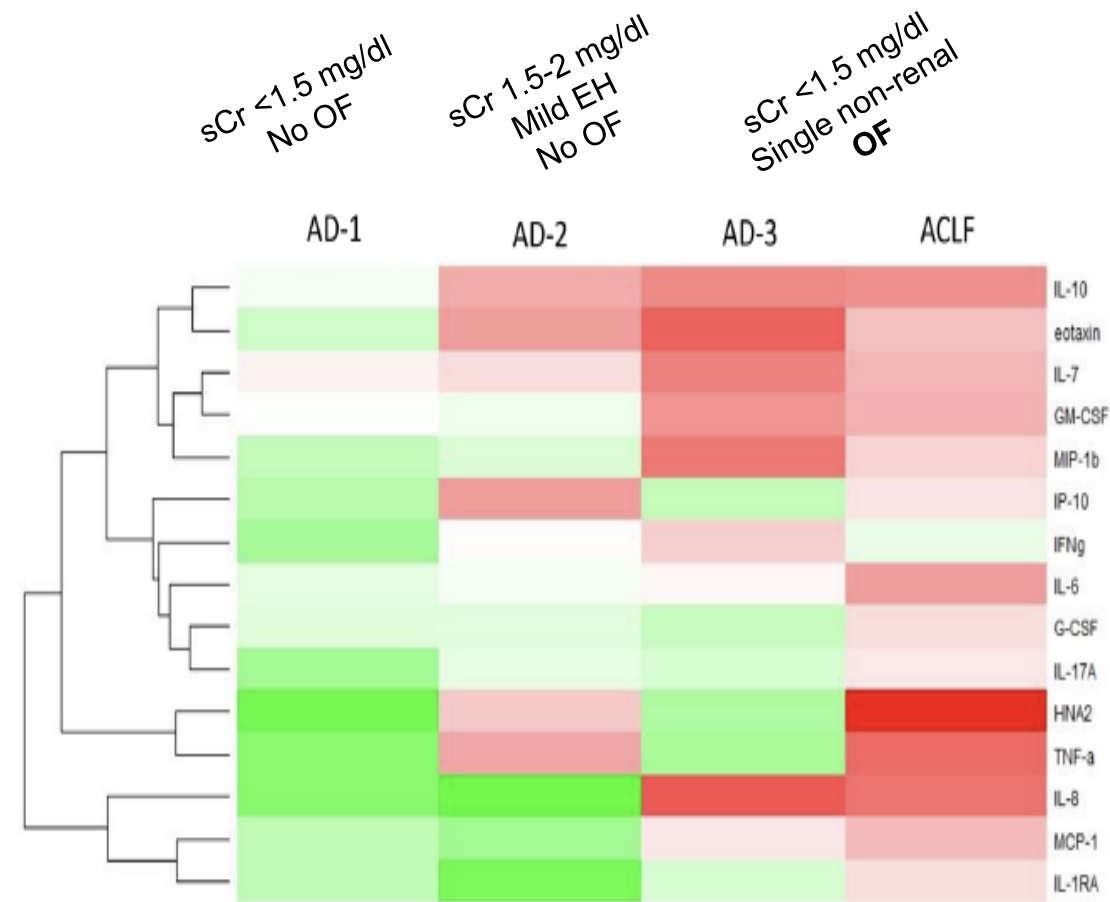 sCr <1.5 mg/dl
No OF
sCr 1.5-2 mg/dl
Mild EH
No OF
sCr <1.5 mg/dl
Single non-renal
OF
AD-1
AD-2
AD-3
ACLF
IL-10
eotaxin
IL-7
GM-CSF
MIP-1b
IP-10
IFNg
IL-6
G-CSF
IL-17A
HNA2
TNF-a
IL-8
MCP-1
IL-1RA